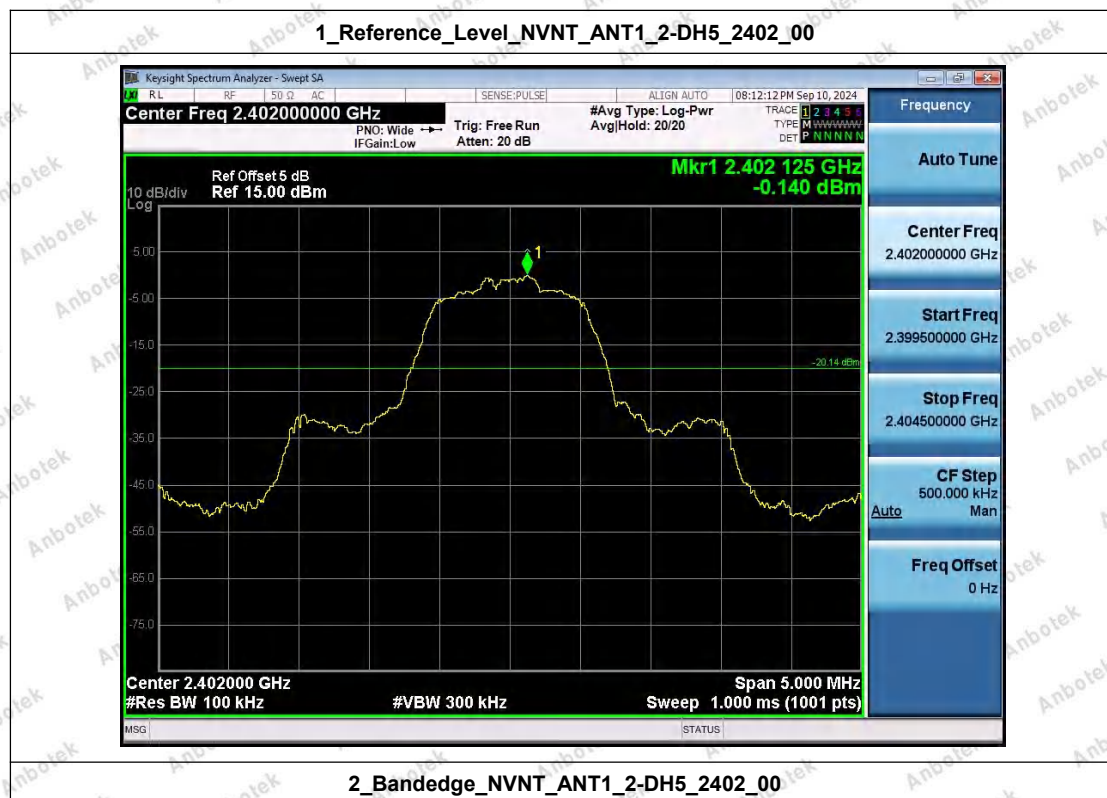 1_Reference_Level_NVNT_ANT1_2-DH5_2402_00
Keysight Spectrum Analyzer - Swept SA
LXI RL RF 50 Ω AC SENSE:PULSE ALIGN AUTO 08:12:12 PM Sep 10, 2024
Center Freq 2.402000000 GHz
PNO: Wide
IFGain:Low
Trig: Free Run
Atten: 20 dB
#Avg Type: Log-Pwr
Avg|Hold: 20/20
TRACE 1 2 3 4 5 6
TYPE M WWWWW
DET P N N N N N
Mkr1 2.402 125 GHz
-0.140 dBm
Ref Offset 5 dB
10 dB/div Ref 15.00 dBm
Log
1
5.00
-5.00
-15.0
-20.14 dBm
-25.0
-35.0
-45.0
-55.0
-65.0
-75.0
Center 2.402000 GHz Span 5.000 MHz
#Res BW 100 kHz #VBW 300 kHz Sweep 1.000 ms (1001 pts)
MSG STATUS
Frequency
Auto Tune
Center Freq
2.402000000 GHz
Start Freq
2.399500000 GHz
Stop Freq
2.404500000 GHz
CF Step
500.000 kHz
Auto Man
Freq Offset
0 Hz
2_Bandedge_NVNT_ANT1_2-DH5_2402_00
Anbotek